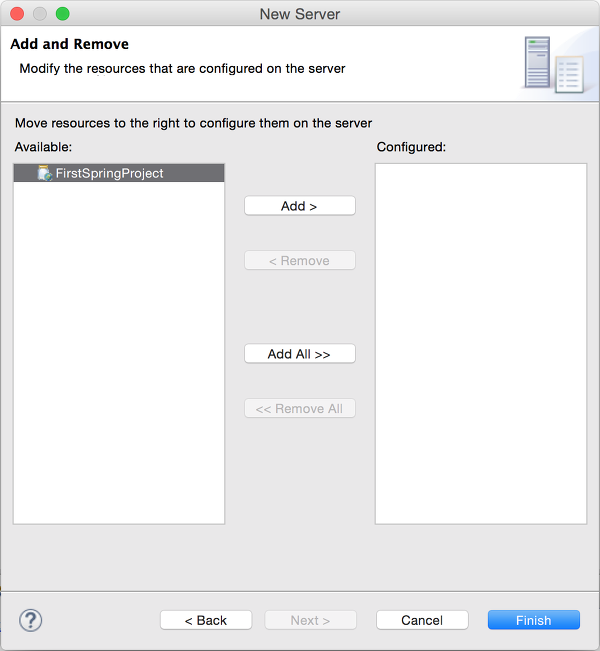 New Server
Add and Remove
Modify the resources that are configured on the server
Move resources to the right to configure them on the server
Available:
Configured:
FirstSpringProject
Add >
< Remove
Add All >>
<< Remove All
?
< Back
Next >
Cancel
Finish